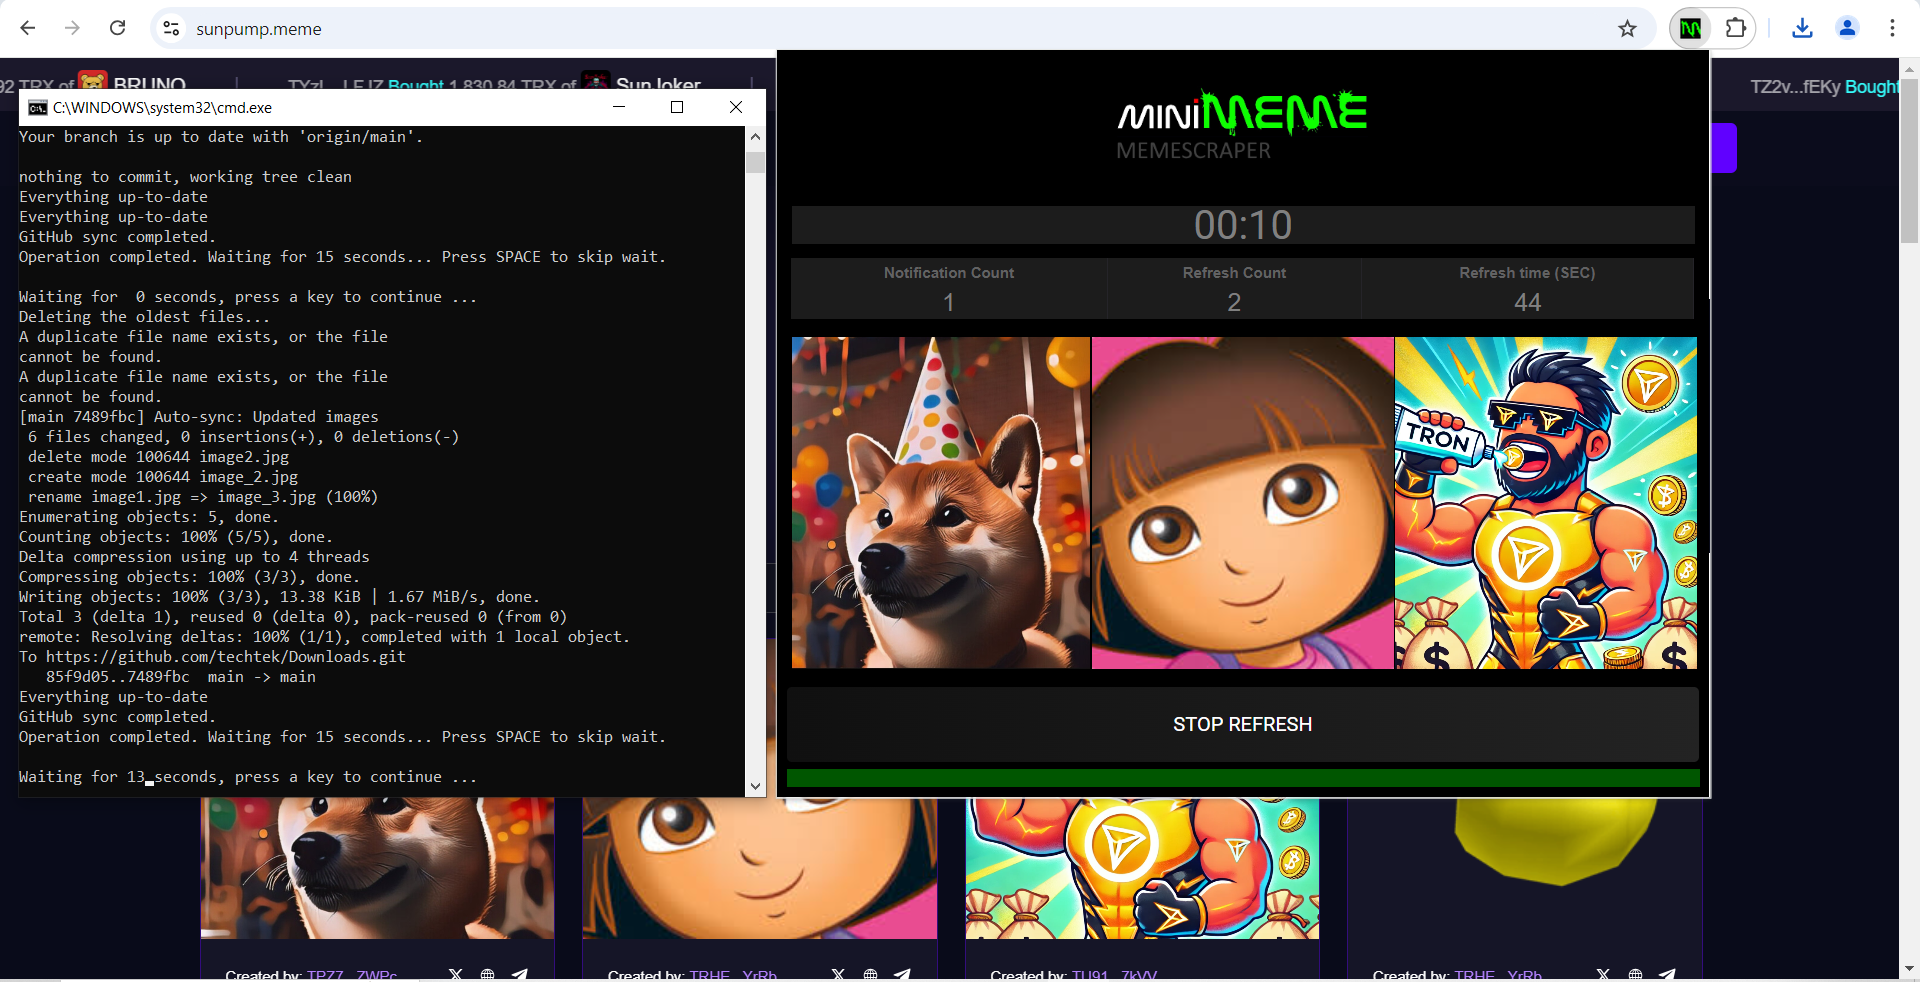 sunpump.meme
92 TRX of BRUNO
TYzL...LFJZ Bought 1,830.84 TRX of SunJoker
TZ2v...fEKy Bought
C:\WINDOWS\system32\cmd.exe
Your branch is up to date with 'origin/main'.
nothing to commit, working tree clean
Everything up-to-date
Everything up-to-date
GitHub sync completed.
Operation completed. Waiting for 15 seconds... Press SPACE to skip wait.
Waiting for  0 seconds, press a key to continue ...
Deleting the oldest files...
A duplicate file name exists, or the file
cannot be found.
A duplicate file name exists, or the file
cannot be found.
[main 7489fbc] Auto-sync: Updated images
6 files changed, 0 insertions(+), 0 deletions(-)
delete mode 100644 image2.jpg
create mode 100644 image_2.jpg
rename image1.jpg => image_3.jpg (100%)
Enumerating objects: 5, done.
Counting objects: 100% (5/5), done.
Delta compression using up to 4 threads
Compressing objects: 100% (3/3), done.
Writing objects: 100% (3/3), 13.38 KiB | 1.67 MiB/s, done.
Total 3 (delta 1), reused 0 (delta 0), pack-reused 0 (from 0)
remote: Resolving deltas: 100% (1/1), completed with 1 local object.
To https://github.com/techtek/Downloads.git
85f9d05..7489fbc  main -> main
Everything up-to-date
GitHub sync completed.
Operation completed. Waiting for 15 seconds... Press SPACE to skip wait.
Waiting for 13 seconds, press a key to continue ...
MINIMEME
MEMESCRAPER
00:10
Notification Count
1
Refresh Count
2
Refresh time (SEC)
44
TRON
$
$
STOP REFRESH
Created by: TPZ7...ZWPc
Created by: TRHE...YrRb
Created by: TU91...7kVV
Created by: TRHE...YrRb